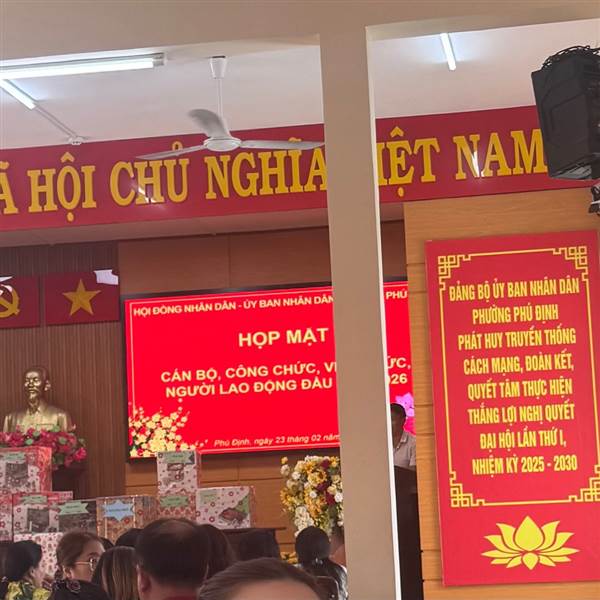 HỘI CHỦ NGHĨA VIỆT NAM
HỘI ĐỒNG NHÂN DÂN - ỦY BAN NHÂN DÂN PHÚ
HỌP MẶT
CÁN BỘ, CÔNG CHỨC,
NGƯỜI LAO ĐỘNG ĐẦU 2026
Phú Định, ngày 23 tháng 02 năm
ĐẢNG BỘ ỦY BAN NHÂN DÂN
PHƯỜNG PHÚ ĐỊNH
PHÁT HUY TRUYỀN THỐNG
CÁCH MẠNG, ĐOÀN KẾT,
QUYẾT TÂM THỰC HIỆN
THẮNG LỢI NGHỊ QUYẾT
ĐẠI HỘI LẦN THỨ I,
NHIỆM KỲ 2025 - 2030